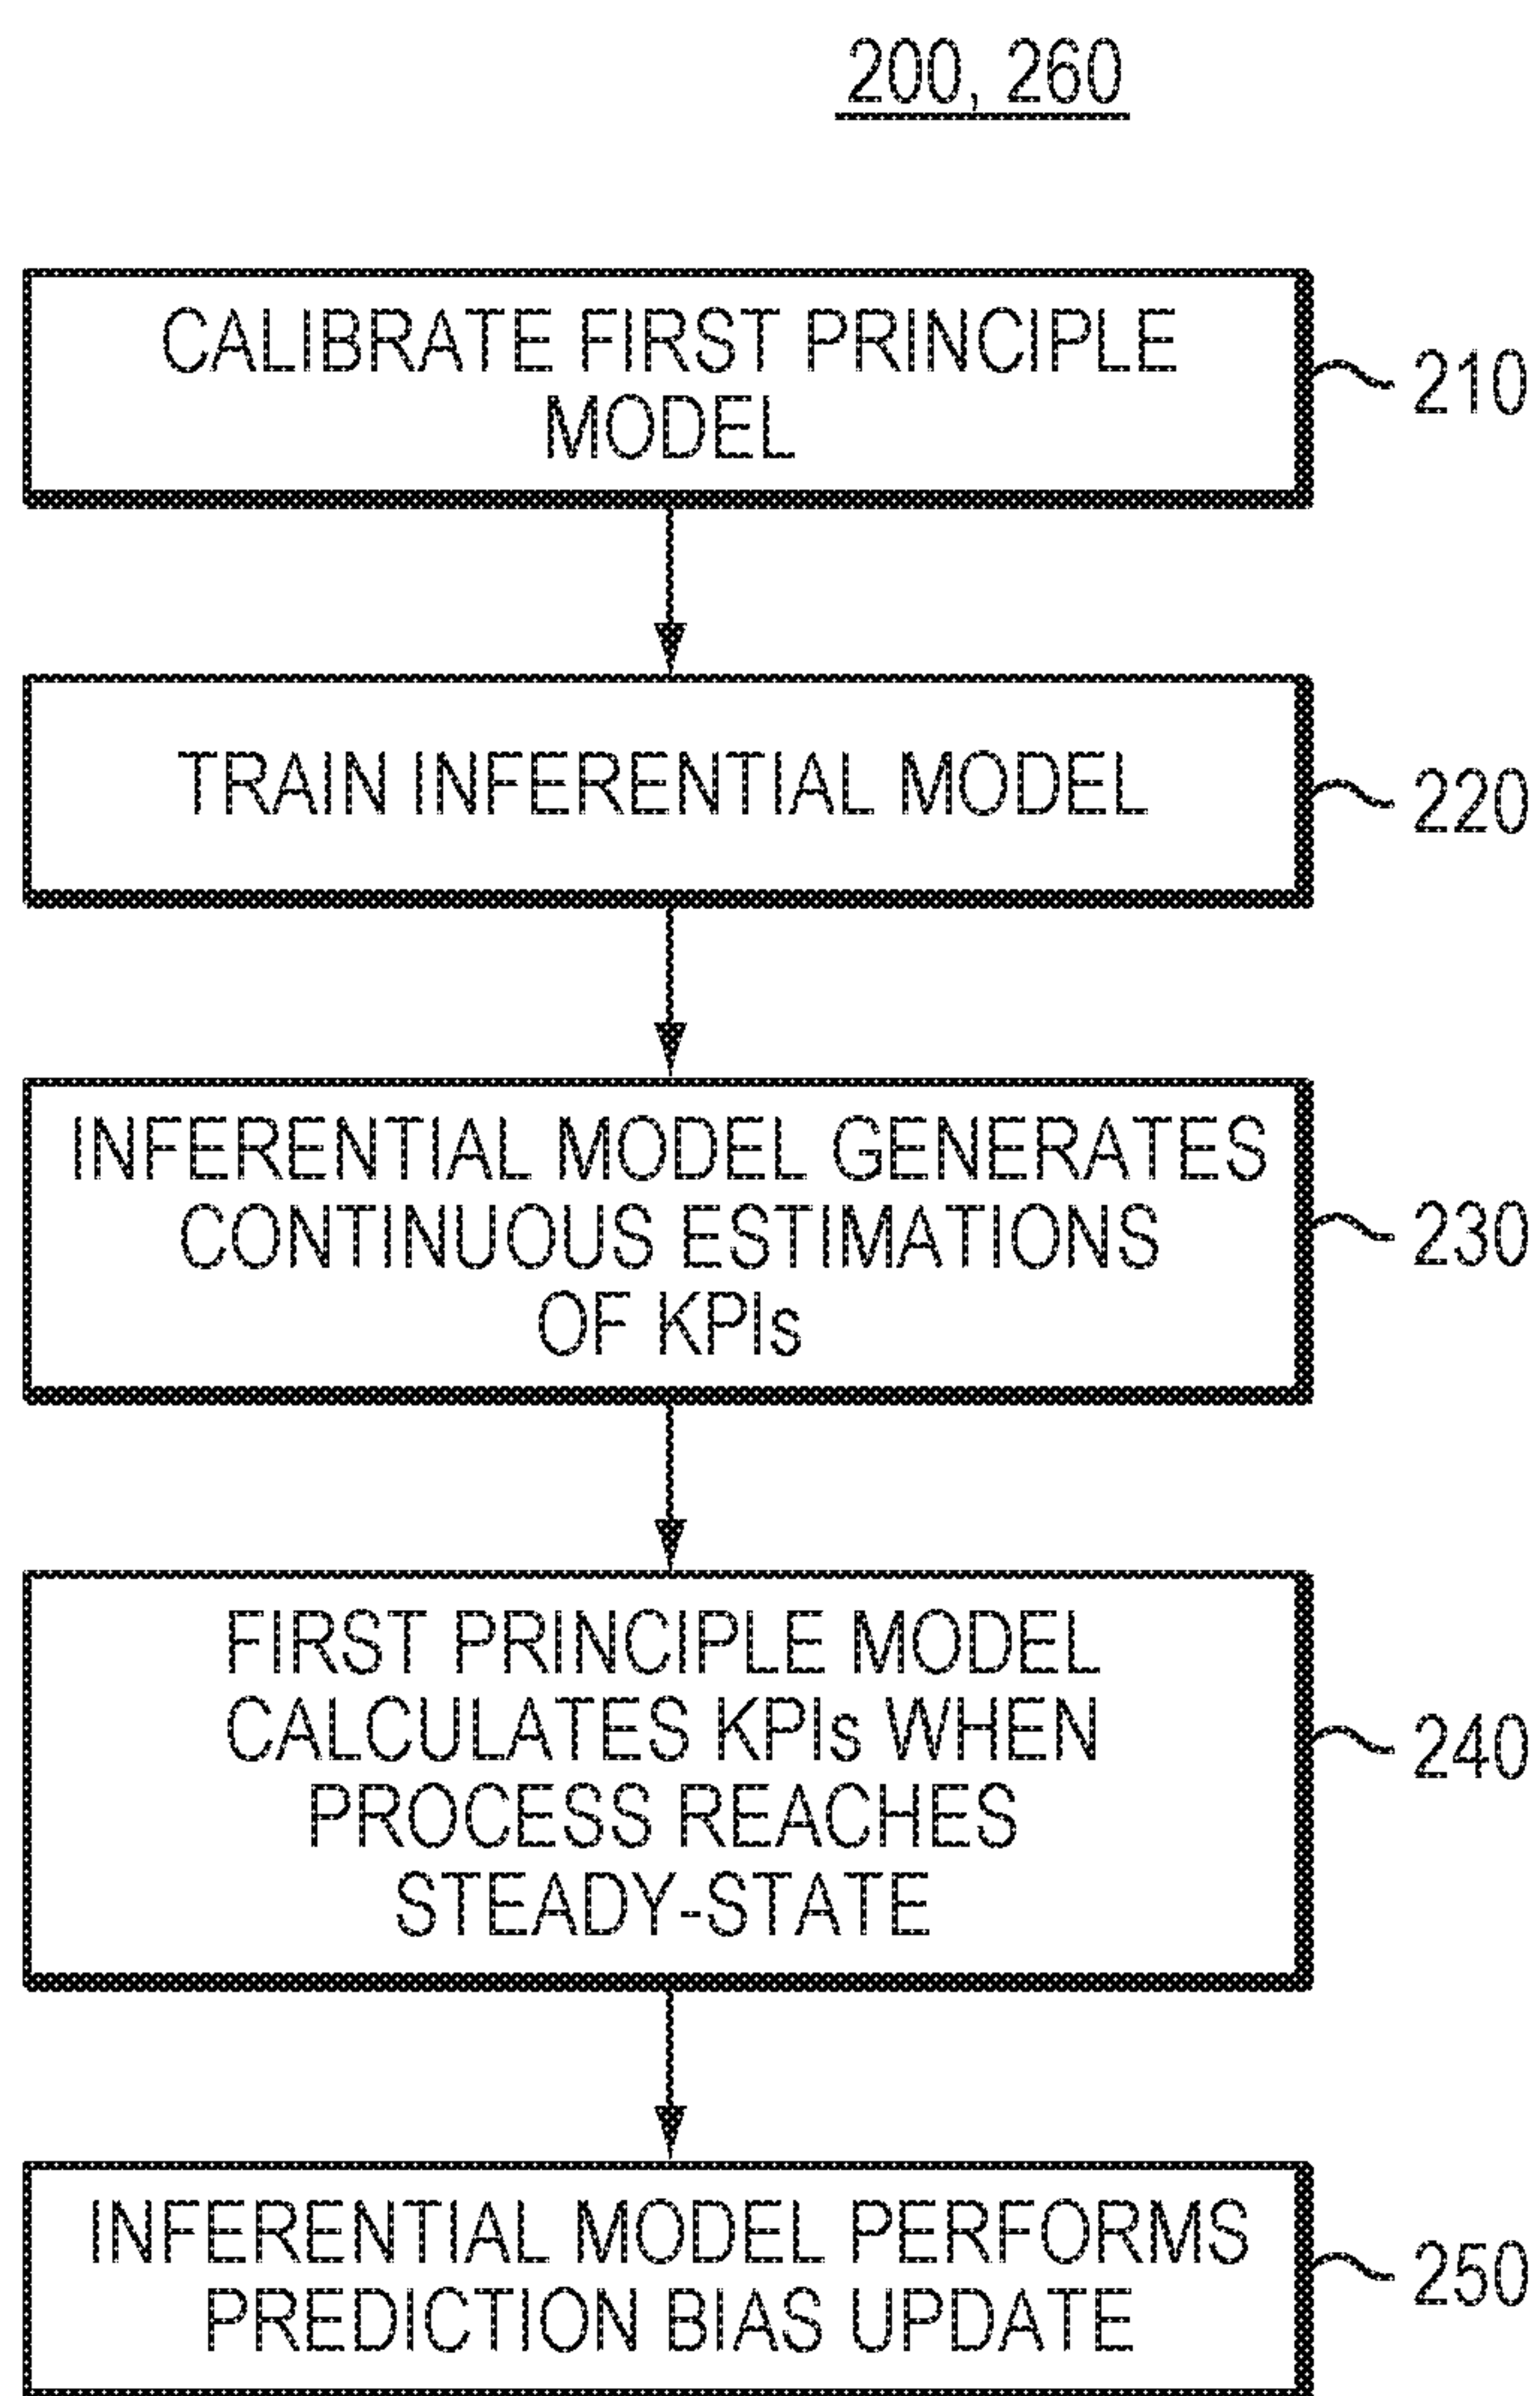 200, 260
CALIBRATE FIRST PRINCIPLE
MODEL
210
TRAIN INFERENTIAL MODEL
220
INFERENTIAL MODEL GENERATES
CONTINUOUS ESTIMATIONS
OF KPIs
230
FIRST PRINCIPLE MODEL
CALCULATES KPIs WHEN
PROCESS REACHES
STEADY-STATE
240
INFERENTIAL MODEL PERFORMS
PREDICTION BIAS UPDATE
250